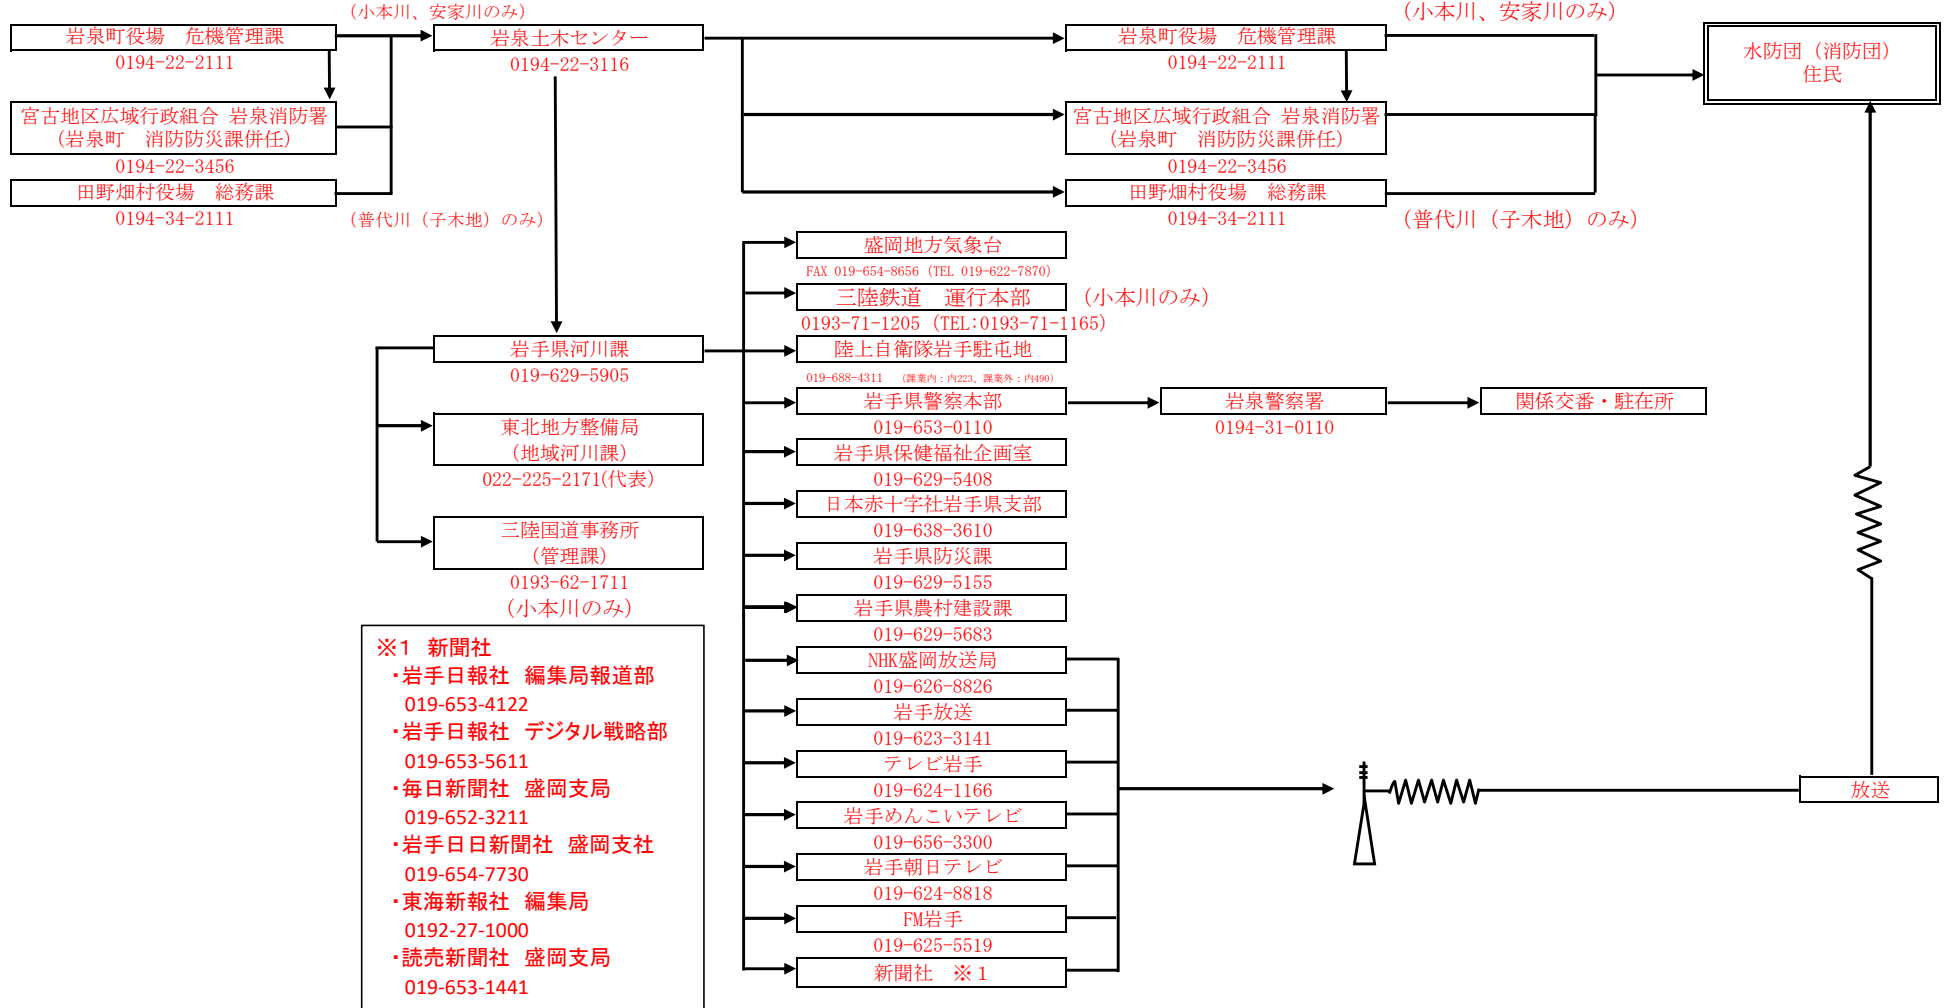 (小本川、安家川のみ)
岩泉町役場　危機管理課
0194-22-2111
宮古地区広域行政組合 岩泉消防署
(岩泉町　消防防災課併任)
0194-22-3456
田野畑村役場　総務課
0194-34-2111
(普代川（子木地）のみ)
岩泉土木センター
0194-22-3116
(小本川、安家川のみ)
岩泉町役場　危機管理課
0194-22-2111
宮古地区広域行政組合 岩泉消防署
(岩泉町　消防防災課併任)
0194-22-3456
田野畑村役場　総務課
0194-34-2111
(普代川（子木地）のみ)
水防団（消防団）
住民
岩手県河川課
019-629-5905
東北地方整備局
(地域河川課)
022-225-2171(代表)
三陸国道事務所
(管理課)
0193-62-1711
(小本川のみ)
盛岡地方気象台
FAX 019-654-8656 (TEL 019-622-7870)
三陸鉄道　運行本部
(小本川のみ)
0193-71-1205 (TEL:0193-71-1165)
陸上自衛隊岩手駐屯地
019-688-4311　(課業内：内223、課業外：内490)
岩手県警察本部
019-653-0110
岩泉警察署
0194-31-0110
関係交番・駐在所
岩手県保健福祉企画室
019-629-5408
日本赤十字社岩手県支部
019-638-3610
岩手県防災課
019-629-5155
岩手県農村建設課
019-629-5683
NHK盛岡放送局
019-626-8826
岩手放送
019-623-3141
テレビ岩手
019-624-1166
岩手めんこいテレビ
019-656-3300
岩手朝日テレビ
019-624-8818
FM岩手
019-625-5519
新聞社　※1
放送
※1　新聞社
・岩手日報社　編集局報道部
019-653-4122
・岩手日報社　デジタル戦略部
019-653-5611
・毎日新聞社　盛岡支局
019-652-3211
・岩手日日新聞社　盛岡支社
019-654-7730
・東海新報社　編集局
0192-27-1000
・読売新聞社　盛岡支局
019-653-1441